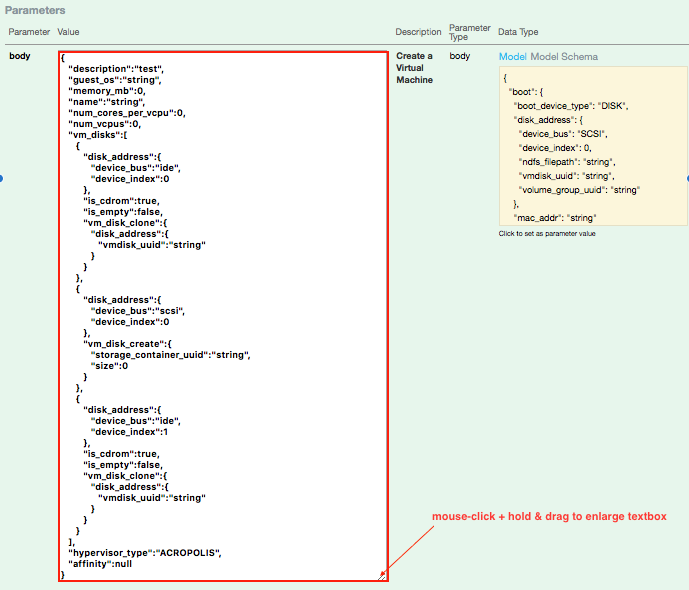 Parameters
Parameter Value Description Parameter Type Data Type
body
{
"description":"test",
"guest_os":"string",
"memory_mb":0,
"name":"string",
"num_cores_per_vcpu":0,
"num_vcpus":0,
"vm_disks":[
{
"disk_address":{
"device_bus":"ide",
"device_index":0
},
"is_cdrom":true,
"is_empty":false,
"vm_disk_clone":{
"disk_address":{
"vmdisk_uuid":"string"
}
}
},
{
"disk_address":{
"device_bus":"scsi",
"device_index":0
},
"vm_disk_create":{
"storage_container_uuid":"string",
"size":0
}
},
{
"disk_address":{
"device_bus":"ide",
"device_index":1
},
"is_cdrom":true,
"is_empty":false,
"vm_disk_clone":{
"disk_address":{
"vmdisk_uuid":"string"
}
}
}
],
"hypervisor_type":"ACROPOLIS",
"affinity":null
}
Create a
Virtual
Machine
body
Model Model Schema
{
"boot": {
"boot_device_type": "DISK",
"disk_address": {
"device_bus": "SCSI",
"device_index": 0,
"ndfs_filepath": "string",
"vmdisk_uuid": "string",
"volume_group_uuid": "string"
},
"mac_addr": "string"
Click to set as parameter value
mouse-click + hold & drag to enlarge textbox